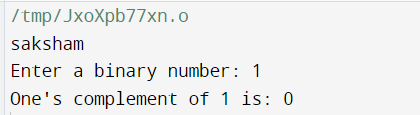 /tmp/JxoXpb77xn.o
saksham
Enter a binary number: 1
One's complement of 1 is: 0